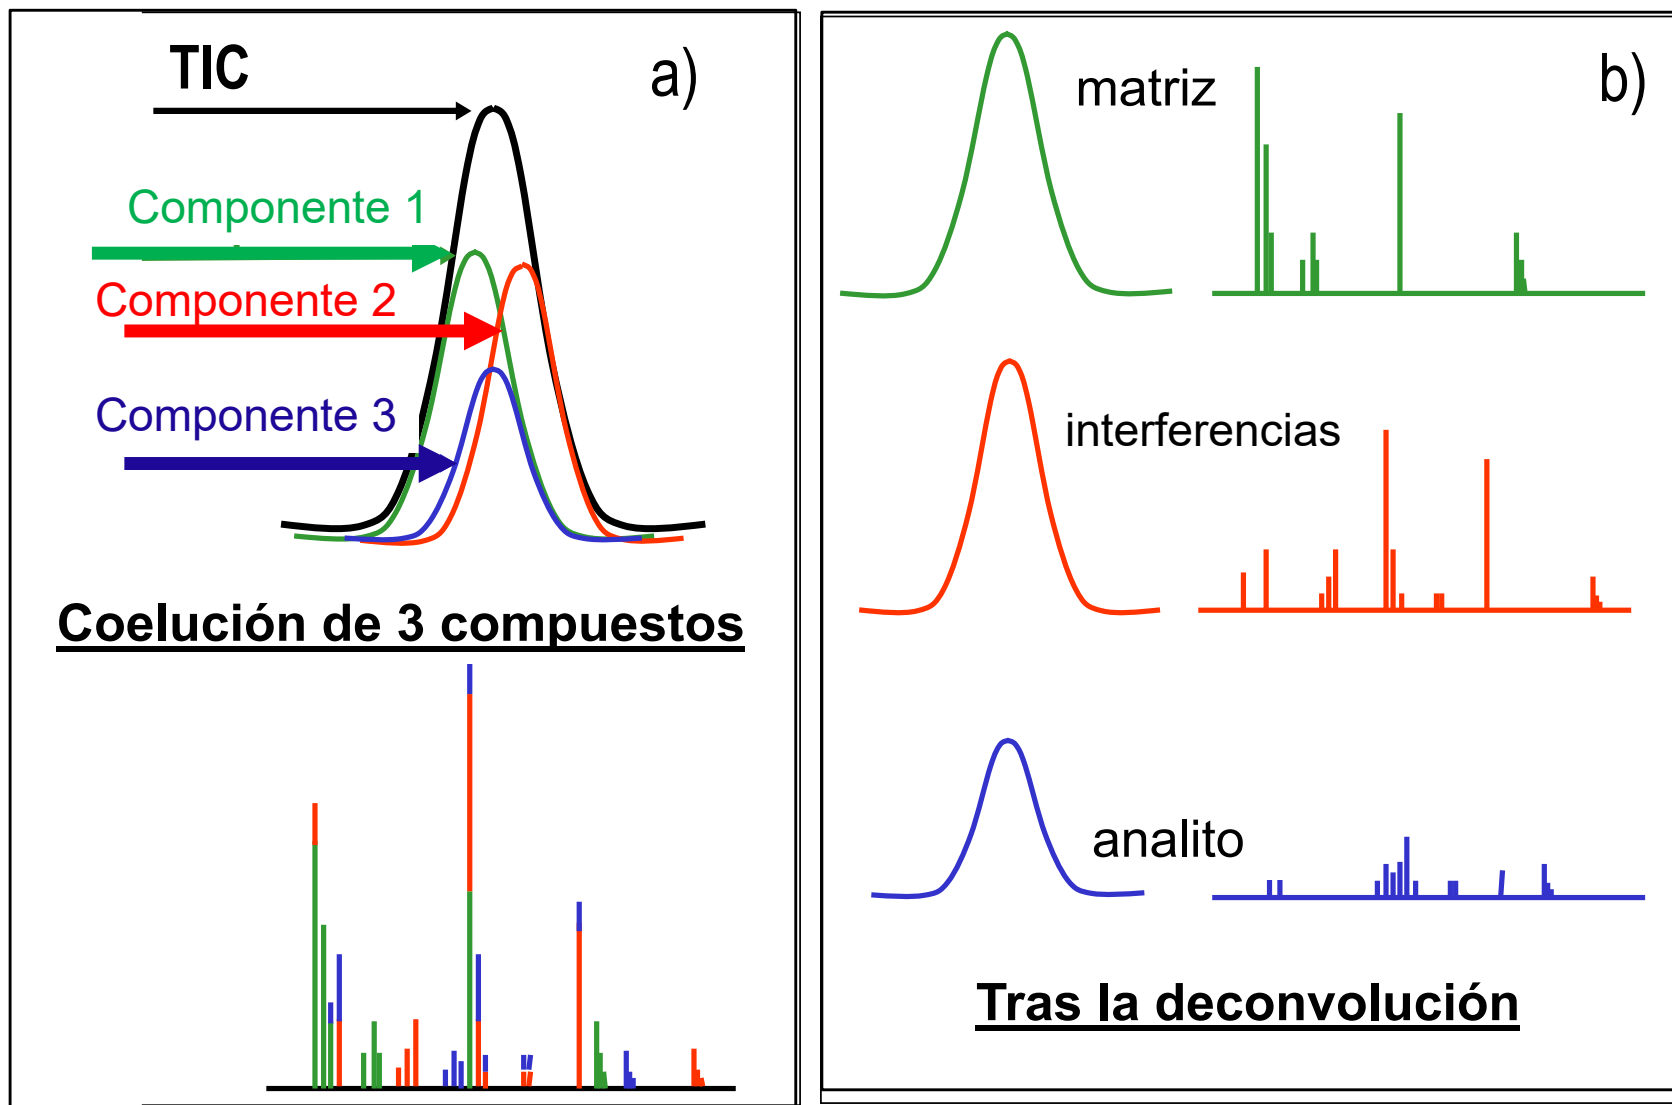 TIC
a)
Componente 1
Componente 2
Componente 3
Coelución de 3 compuestos
b)
matriz
interferencias
analito
Tras la deconvolución